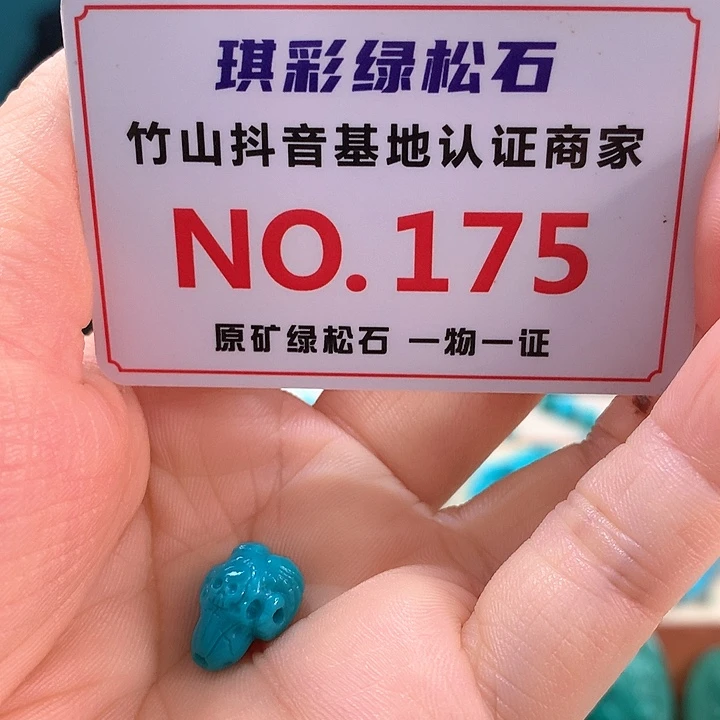 琪彩绿松石
竹山抖音基地认证商家
NO.175
原矿绿松石 一物一证